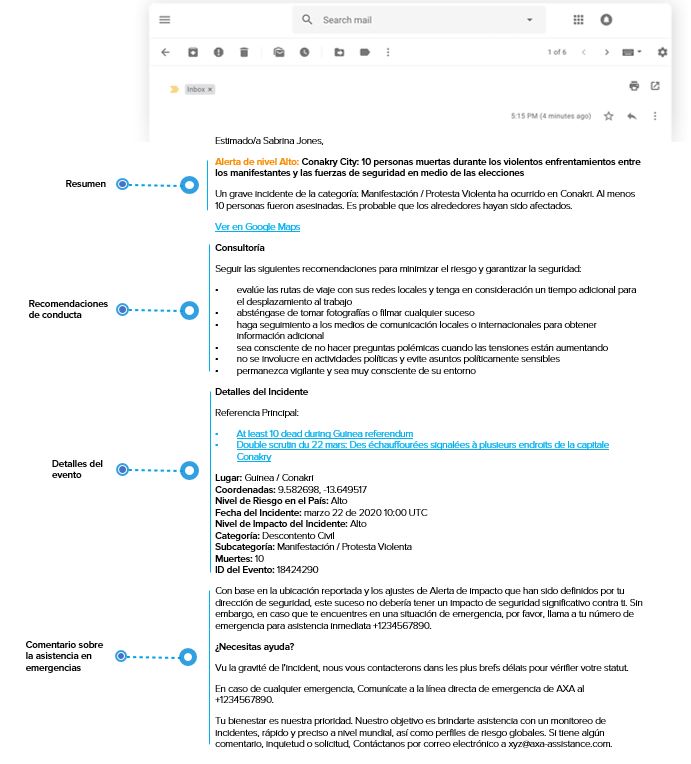 Search mail
1 of 6
Inbox ×
5:15 PM (4 minutes ago)
Estimado/a Sabrina Jones,
Alerta de nivel Alto: Conakry City: 10 personas muertas durante los violentos enfrentamientos entre
los manifestantes y las fuerzas de seguridad en medio de las elecciones
Resumen
Un grave incidente de la categoría: Manifestación / Protesta Violenta ha ocurrido en Conakri. Al menos
10 personas fueron asesinadas. Es probable que los alrededores hayan sido afectados.
Ver en Google Maps
Consultoría
Seguir las siguientes recomendaciones para minimizar el riesgo y garantizar la seguridad:
Recomendaciones
de conducta
• evalúe las rutas de viaje con sus redes locales y tenga en consideración un tiempo adicional para
el desplazamiento al trabajo
• absténgase de tomar fotografías o filmar cualquier suceso
• haga seguimiento a los medios de comunicación locales o internacionales para obtener
información adicional
• sea consciente de no hacer preguntas polémicas cuando las tensiones están aumentando
• no se involucre en actividades políticas y evite asuntos políticamente sensibles
• permanezca vigilante y sea muy consciente de su entorno
Detalles del Incidente
Referencia Principal:
• At least 10 dead during Guinea referendum
• Double scrutin du 22 mars: Des échauffourées signalées à plusieurs endroits de la capitale
Conakry
Detalles del
evento
Lugar: Guinea / Conakri
Coordenadas: 9.582698, -13.649517
Nivel de Riesgo en el País: Alto
Fecha del Incidente: marzo 22 de 2020 10:00 UTC
Nivel de Impacto del Incidente: Alto
Categoría: Descontento Civil
Subcategoría: Manifestación / Protesta Violenta
Muertes: 10
ID del Evento: 18424290
Con base en la ubicación reportada y los ajustes de Alerta de impacto que han sido definidos por tu
dirección de seguridad, este suceso no debería tener un impacto de seguridad significativo contra ti. Sin
embargo, en caso que te encuentres en una situación de emergencia, por favor, llama a tu número de
emergencia para asistencia inmediata +1234567890.
Comentario sobre
la asistencia en
emergencias
¿Necesitas ayuda?
Vu la gravité de l'incident, nous vous contacterons dans les plus brefs délais pour vérifier votre statut.
En caso de cualquier emergencia, Comunícate a la línea directa de emergencia de AXA al
+1234567890.
Tu bienestar es nuestra prioridad. Nuestro objetivo es brindarte asistencia con un monitoreo de
incidentes, rápido y preciso a nivel mundial, así como perfiles de riesgo globales. Si tiene algún
comentario, inquietud o solicitud, Contáctanos por correo electrónico a xyz@axa-assistance.com.